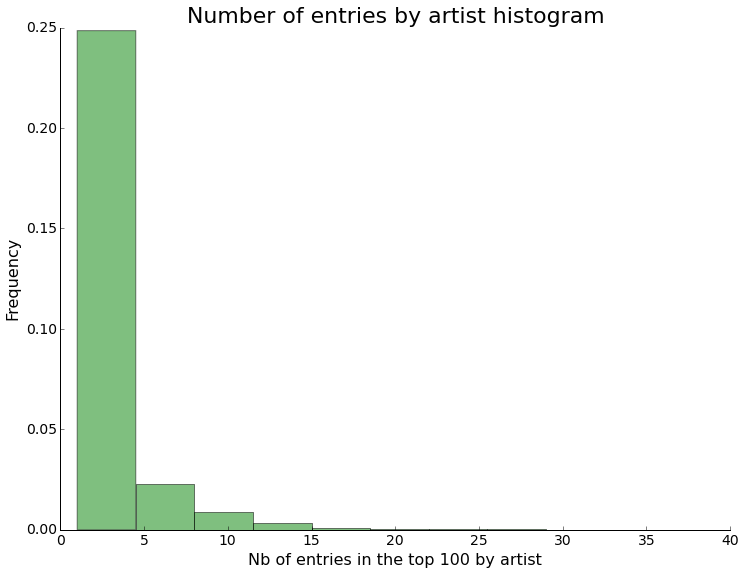 Number of entries by artist histogram
0.25
0.20
0.15
0.10
0.05
0.00
Frequency
0 5 10 15 20 25 30 35 40
Nb of entries in the top 100 by artist